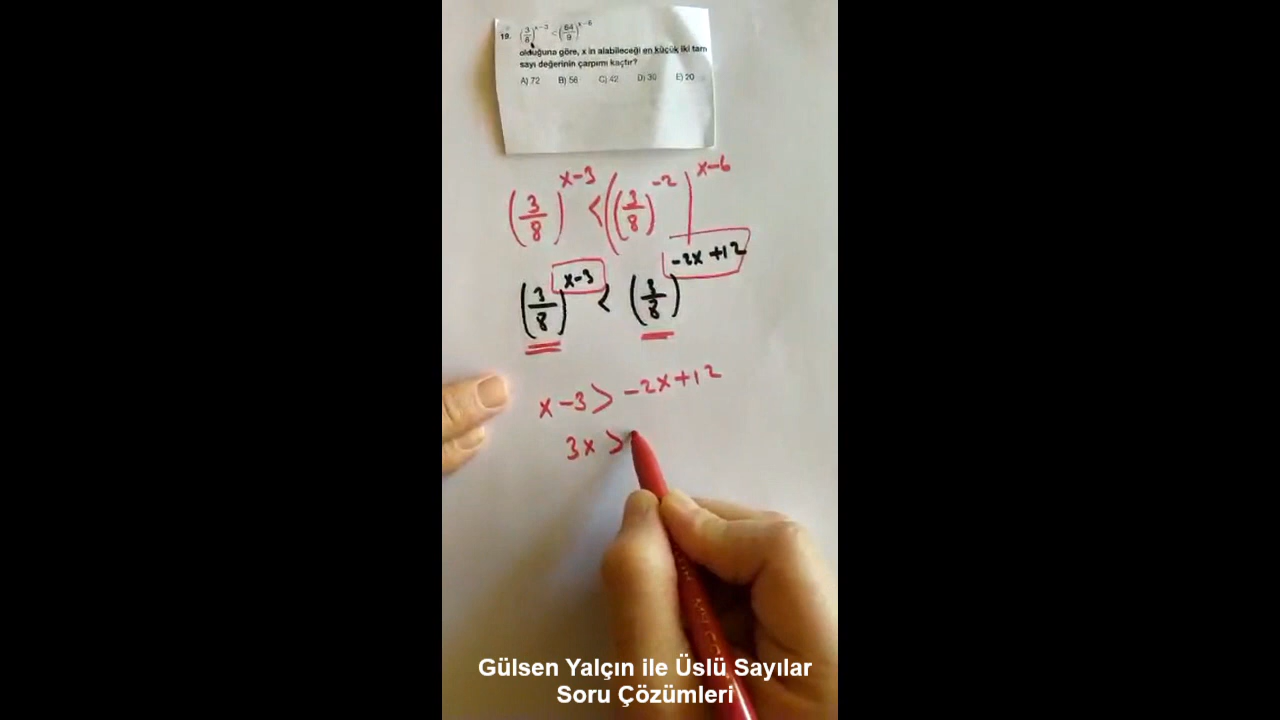 19. (3/8)^x-3 < (64/9)^x-6
olduğuna göre, x in alabileceği en küçük iki tam
sayı değerinin çarpımı kaçtır?
A) 72 B) 56 C) 42 D) 30 E) 20
(3/8)^x-3 < ((3/8)^-2)^x-6
(3/8)^x-3 < (3/8)^-2x+12
x-3 > -2x+12
3x >
Gülsen Yalçın ile Üslü Sayılar
Soru Çözümleri